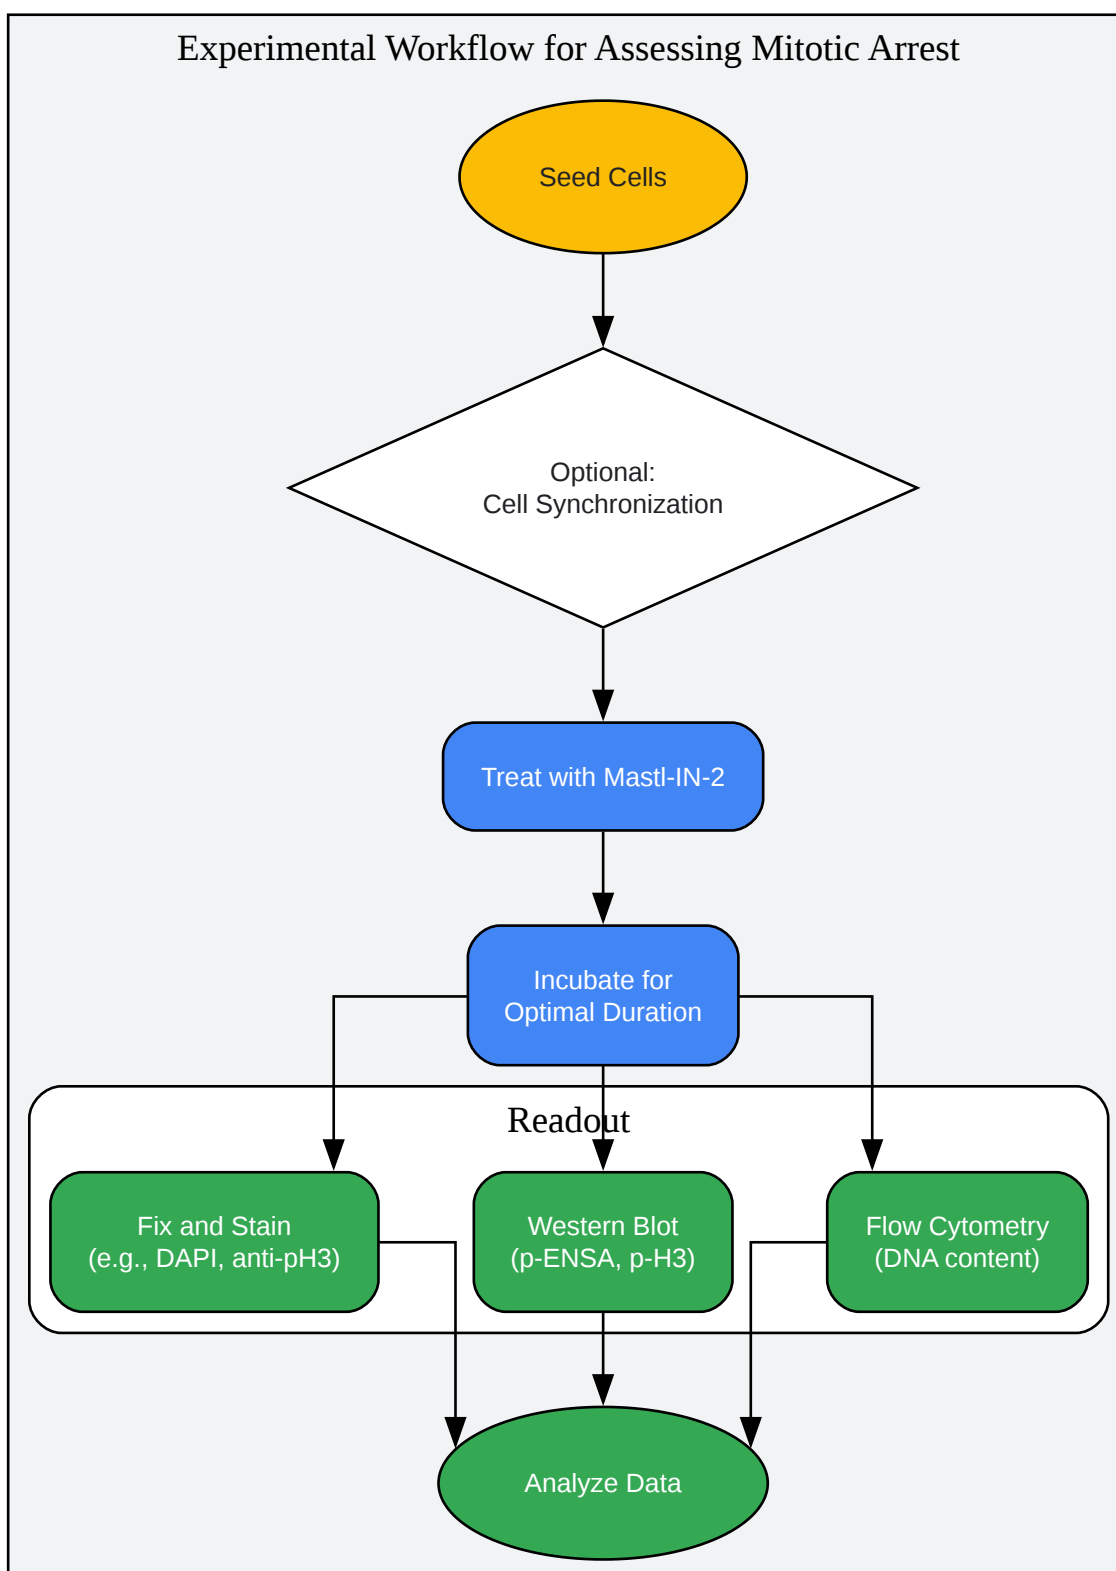 Experimental Workflow for Assessing Mitotic Arrest
Seed Cells
Optional:
Cell Synchronization
Treat with Mastl-IN-2
Incubate for
Optimal Duration
Readout
Fix and Stain
(e.g., DAPI, anti-pH3)
Western Blot
(p-ENSA, p-H3)
Flow Cytometry
(DNA content)
Analyze Data